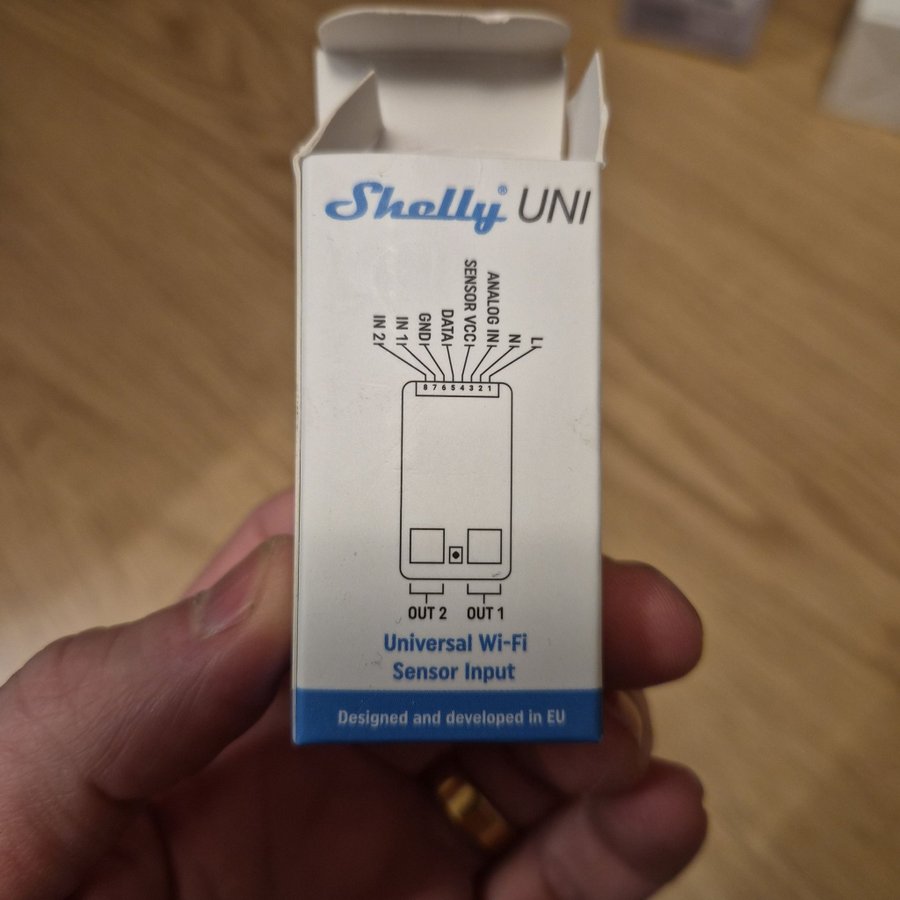 Shelly® UNI
IN 2
IN 1
GND
DATA
SENSOR VCC
ANALOG IN
N
L
8 7 6 5 4 3 2 1
OUT 2 OUT 1
Universal Wi-Fi
Sensor Input
Designed and developed in EU